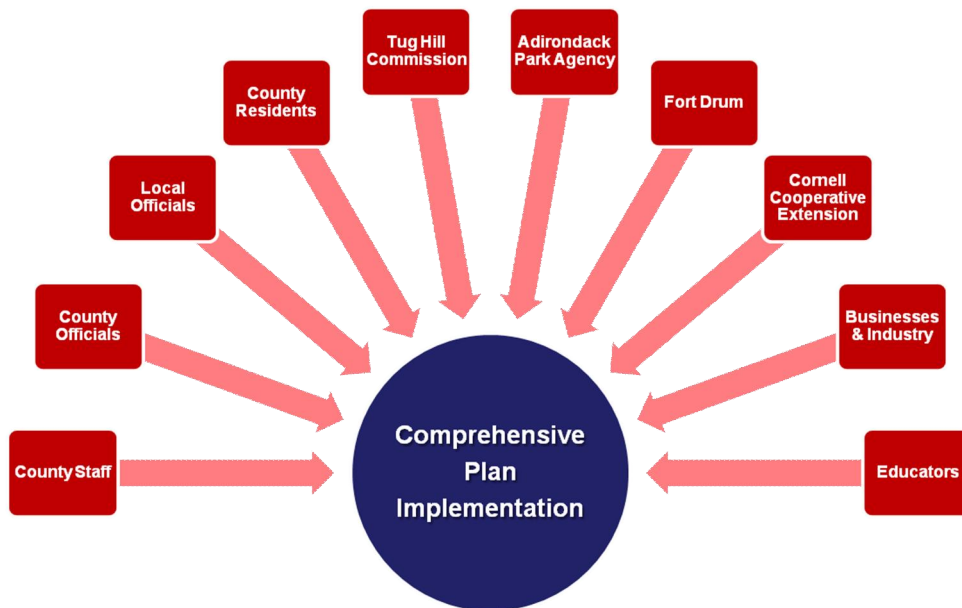 Tug Hill
Commission
Adirondack
Park Agency
County
Residents
Fort Drum
Local
Officials
Cornell
Cooperative
Extension
County
Officials
Businesses
& Industry
County Staff
Comprehensive
Plan
Implementation
Educators